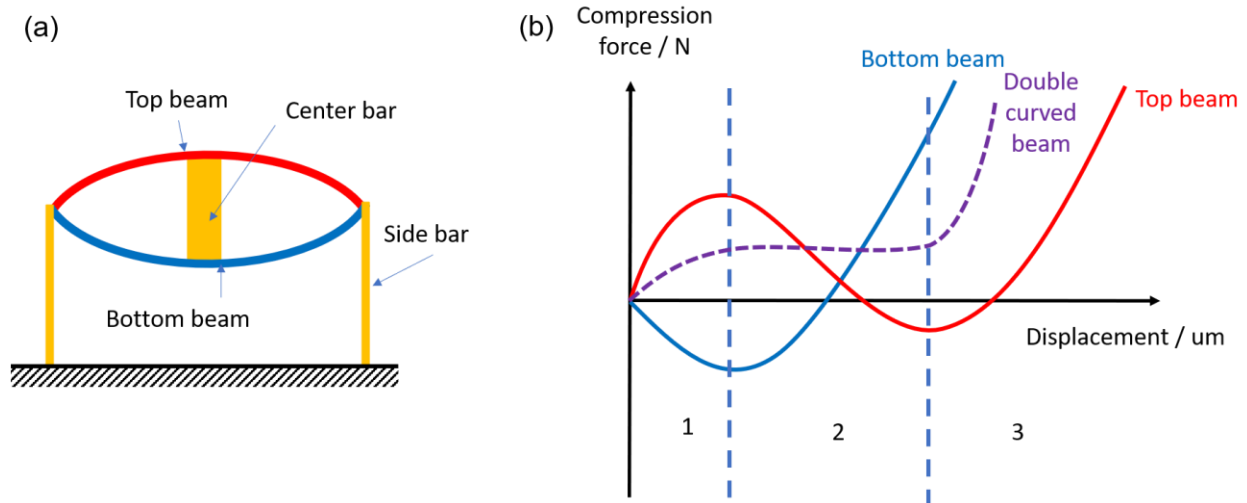 (a)
Top beam
Center bar
Side bar
Bottom beam
(b)
Compression
force / N
Bottom beam
Double
curved
beam
Top beam
Displacement / um
1
2
3